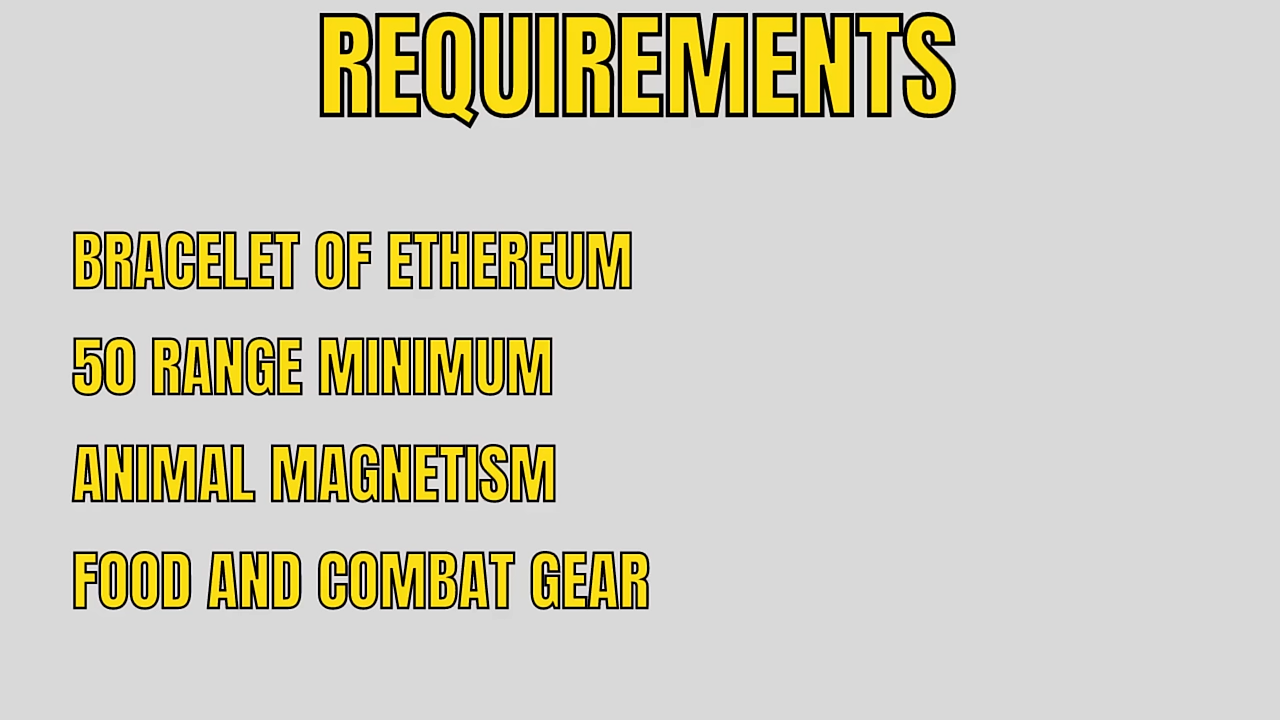 REQUIREMENTS
BRACELET OF ETHEREUM
50 RANGE MINIMUM
ANIMAL MAGNETISM
FOOD AND COMBAT GEAR